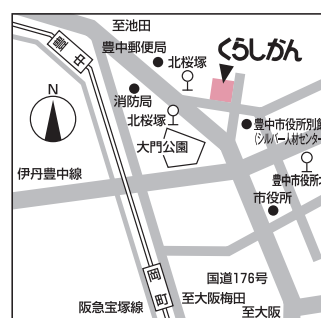 至池田
豊中郵便局
北桜塚
くらしかん
豊中
N
消防局
北桜塚
大門公園
豊中市役所別館
(シルバー人材センター
伊丹豊中線
豊中市役所
市役所
国道176号
岡町
至大阪梅田
阪急宝塚線
至大阪